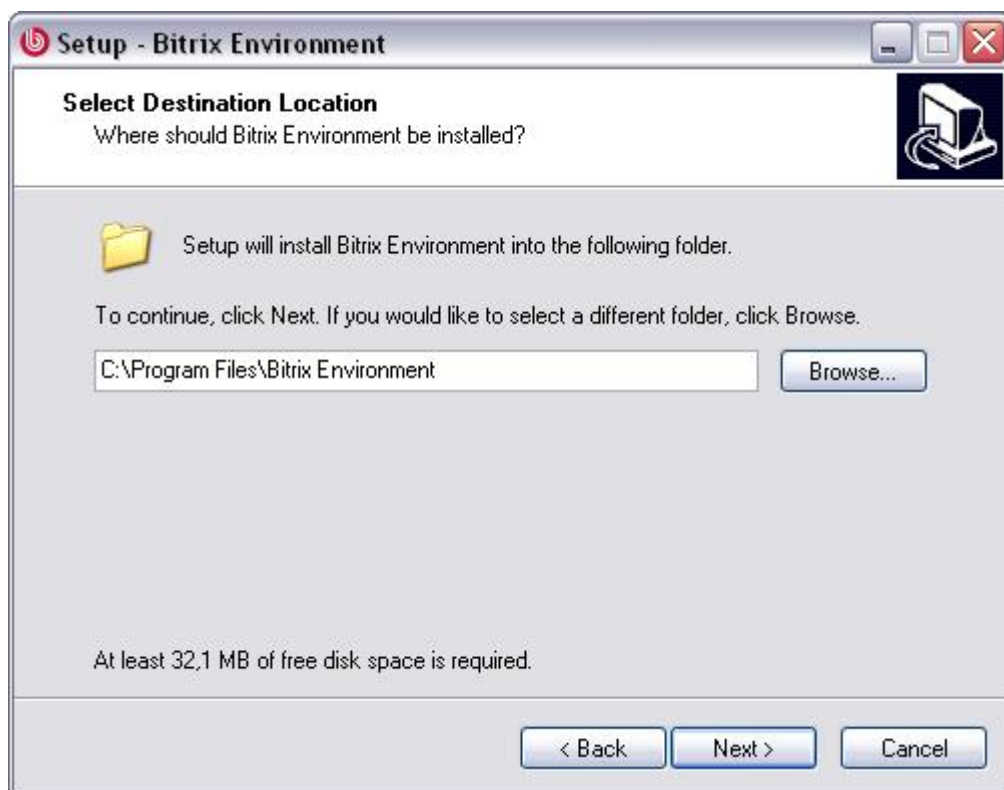 Setup - Bitrix Environment
Select Destination Location
Where should Bitrix Environment be installed?
Setup will install Bitrix Environment into the following folder.
To continue, click Next. If you would like to select a different folder, click Browse.
C:\Program Files\Bitrix Environment
Browse...
At least 32,1 MB of free disk space is required.
< Back
Next >
Cancel